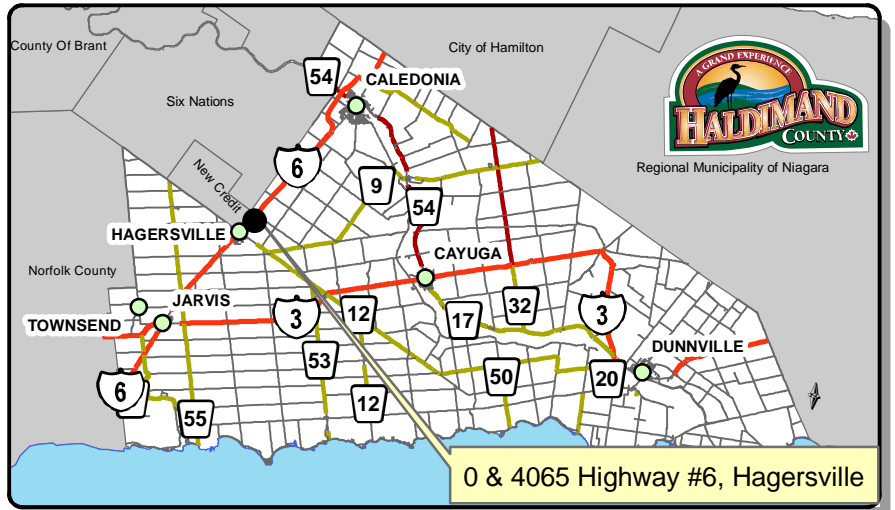 County Of Brant
City of Hamilton
54
CALEDONIA
A GRAND EXPERIENCE
HALDIMAND
COUNTY
Six Nations
Regional Municipality of Niagara
New Credit
6
9
54
HAGERSVILLE
CAYUGA
Norfolk County
JARVIS
TOWNSEND
3
12
17
32
3
DUNNVILLE
53
50
20
6
55
12
0 & 4065 Highway #6, Hagersville